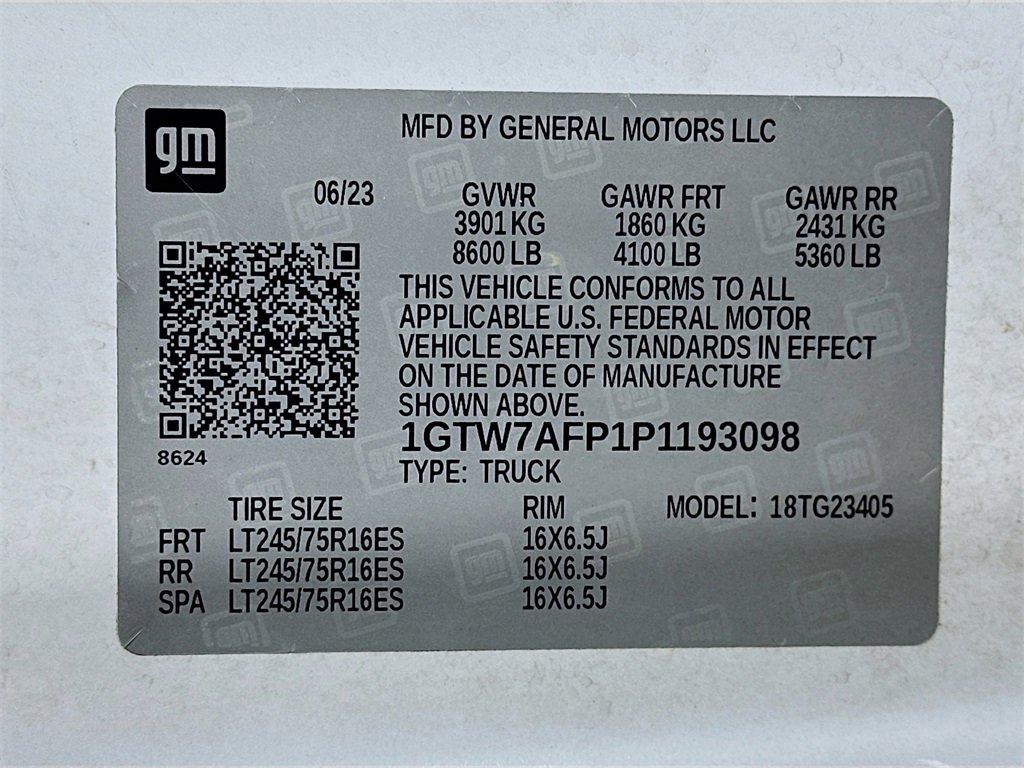 gm
MFD BY GENERAL MOTORS LLC
06/23 GVWR GAWR FRT GAWR RR
3901 KG 1860 KG 2431 KG
8600 LB 4100 LB 5360 LB
THIS VEHICLE CONFORMS TO ALL
APPLICABLE U.S. FEDERAL MOTOR
VEHICLE SAFETY STANDARDS IN EFFECT
ON THE DATE OF MANUFACTURE
SHOWN ABOVE.
1GTW7AFP1P1193098
8624
TYPE: TRUCK
TIRE SIZE RIM MODEL: 18TG23405
FRT LT245/75R16ES 16X6.5J
RR LT245/75R16ES 16X6.5J
SPA LT245/75R16ES 16X6.5J